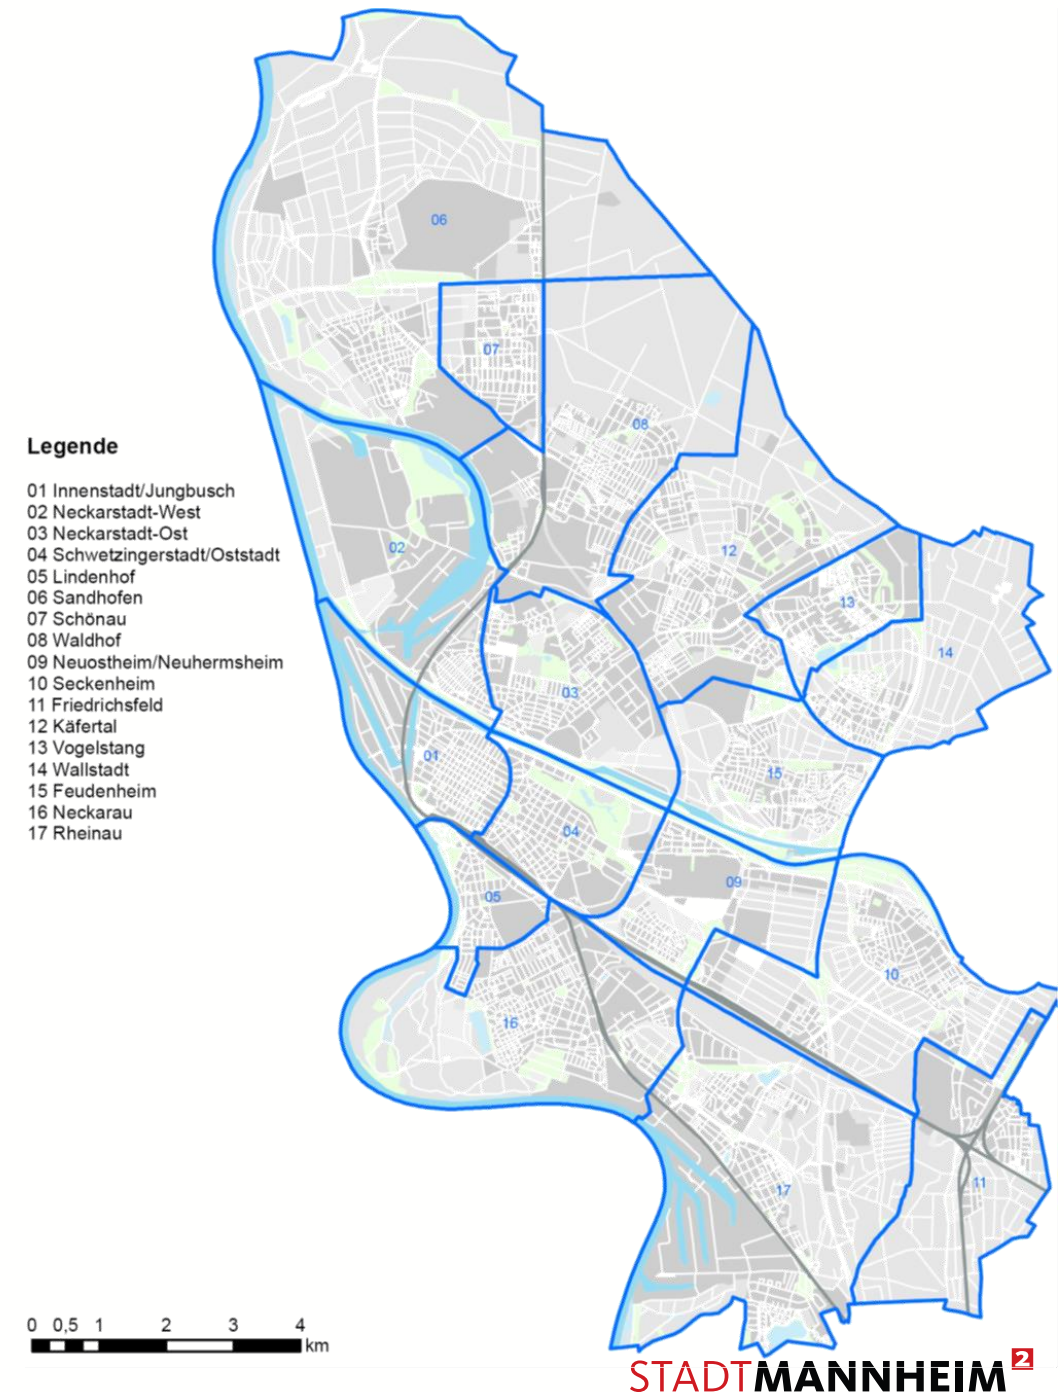 06
07
08
Legende
01 Innenstadt/Jungbusch
02 Neckarstadt-West
03 Neckarstadt-Ost
04 Schwetzingerstadt/Oststadt
05 Lindenhof
06 Sandhofen
07 Schönau
08 Waldhof
09 Neuostheim/Neuhermsheim
10 Seckenheim
11 Friedrichsfeld
12 Käfertal
13 Vogelstang
14 Wallstadt
15 Feudenheim
16 Neckarau
17 Rheinau
02
12
13
14
03
01
15
04
09
05
10
16
11
17
0 0,5 1 2 3 4
km
STADTMANNHEIM 2